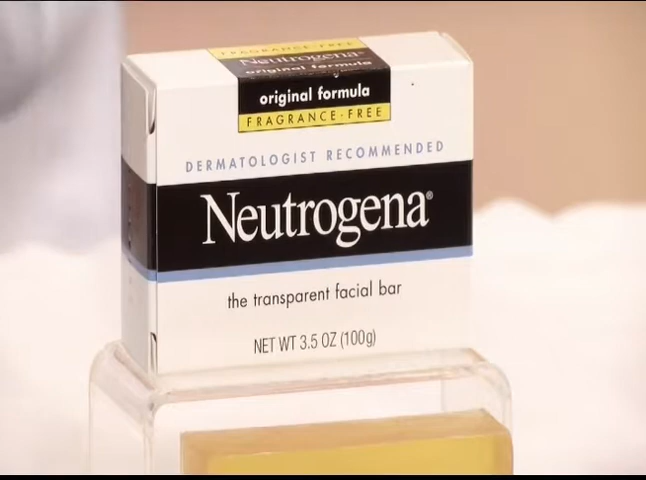 FRAGRANCE·FREE
Neutrogena®
original formula
original formula
FRAGRANCE·FREE
DERMATOLOGIST RECOMMENDED
Neutrogena®
the transparent facial bar
NET WT 3.5 OZ (100g)